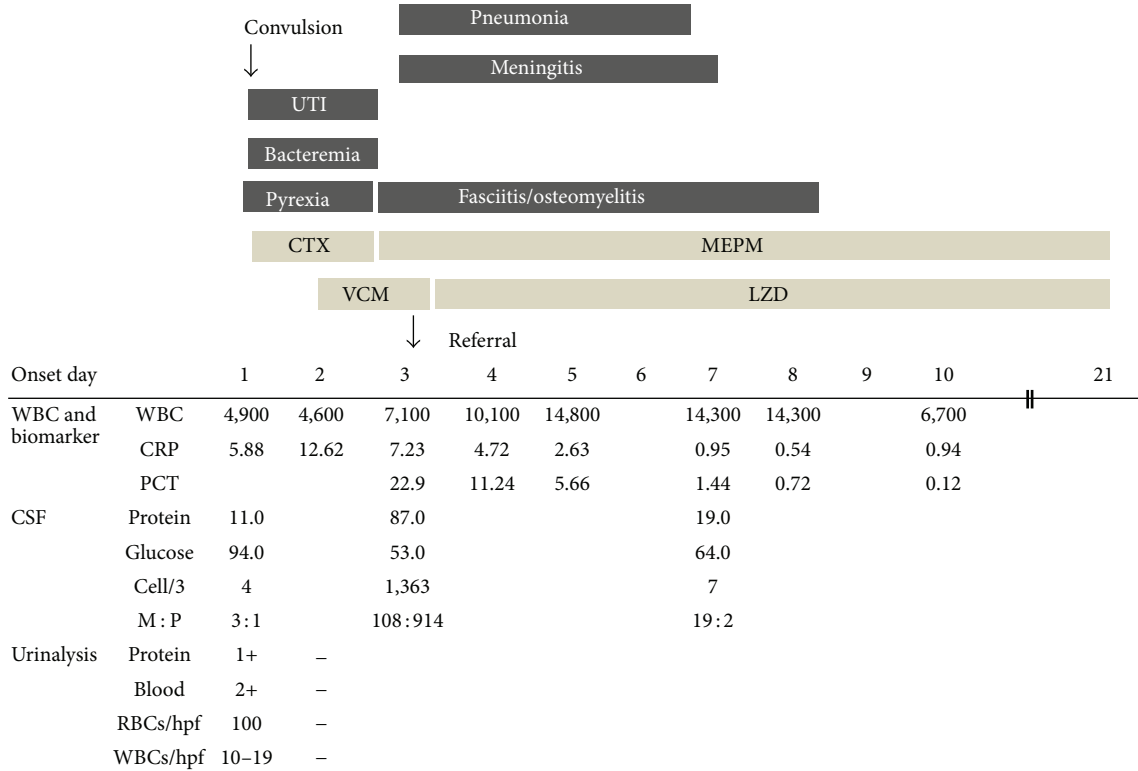 Pneumonia
Convulsion
Meningitis
UTI
Bacteremia
Pyrexia Fasciitis/osteomyelitis
CTX MEPM
VCM LZD
Referral
Onset day 1 2 3 4 5 6 7 8 9 10 21
WBC and biomarker WBC 4,900 4,600 7,100 10,100 14,800 14,300 14,300 6,700
CRP 5.88 12.62 7.23 4.72 2.63 0.95 0.54 0.94
PCT 22.9 11.24 5.66 1.44 0.72 0.12
CSF Protein 11.0 87.0 19.0
Glucose 94.0 53.0 64.0
Cell/3 4 1,363 7
M : P 3 : 1 108 : 914 19 : 2
Urinalysis Protein 1+ –
Blood 2+ –
RBCs/hpf 100 –
WBCs/hpf 10–19 –